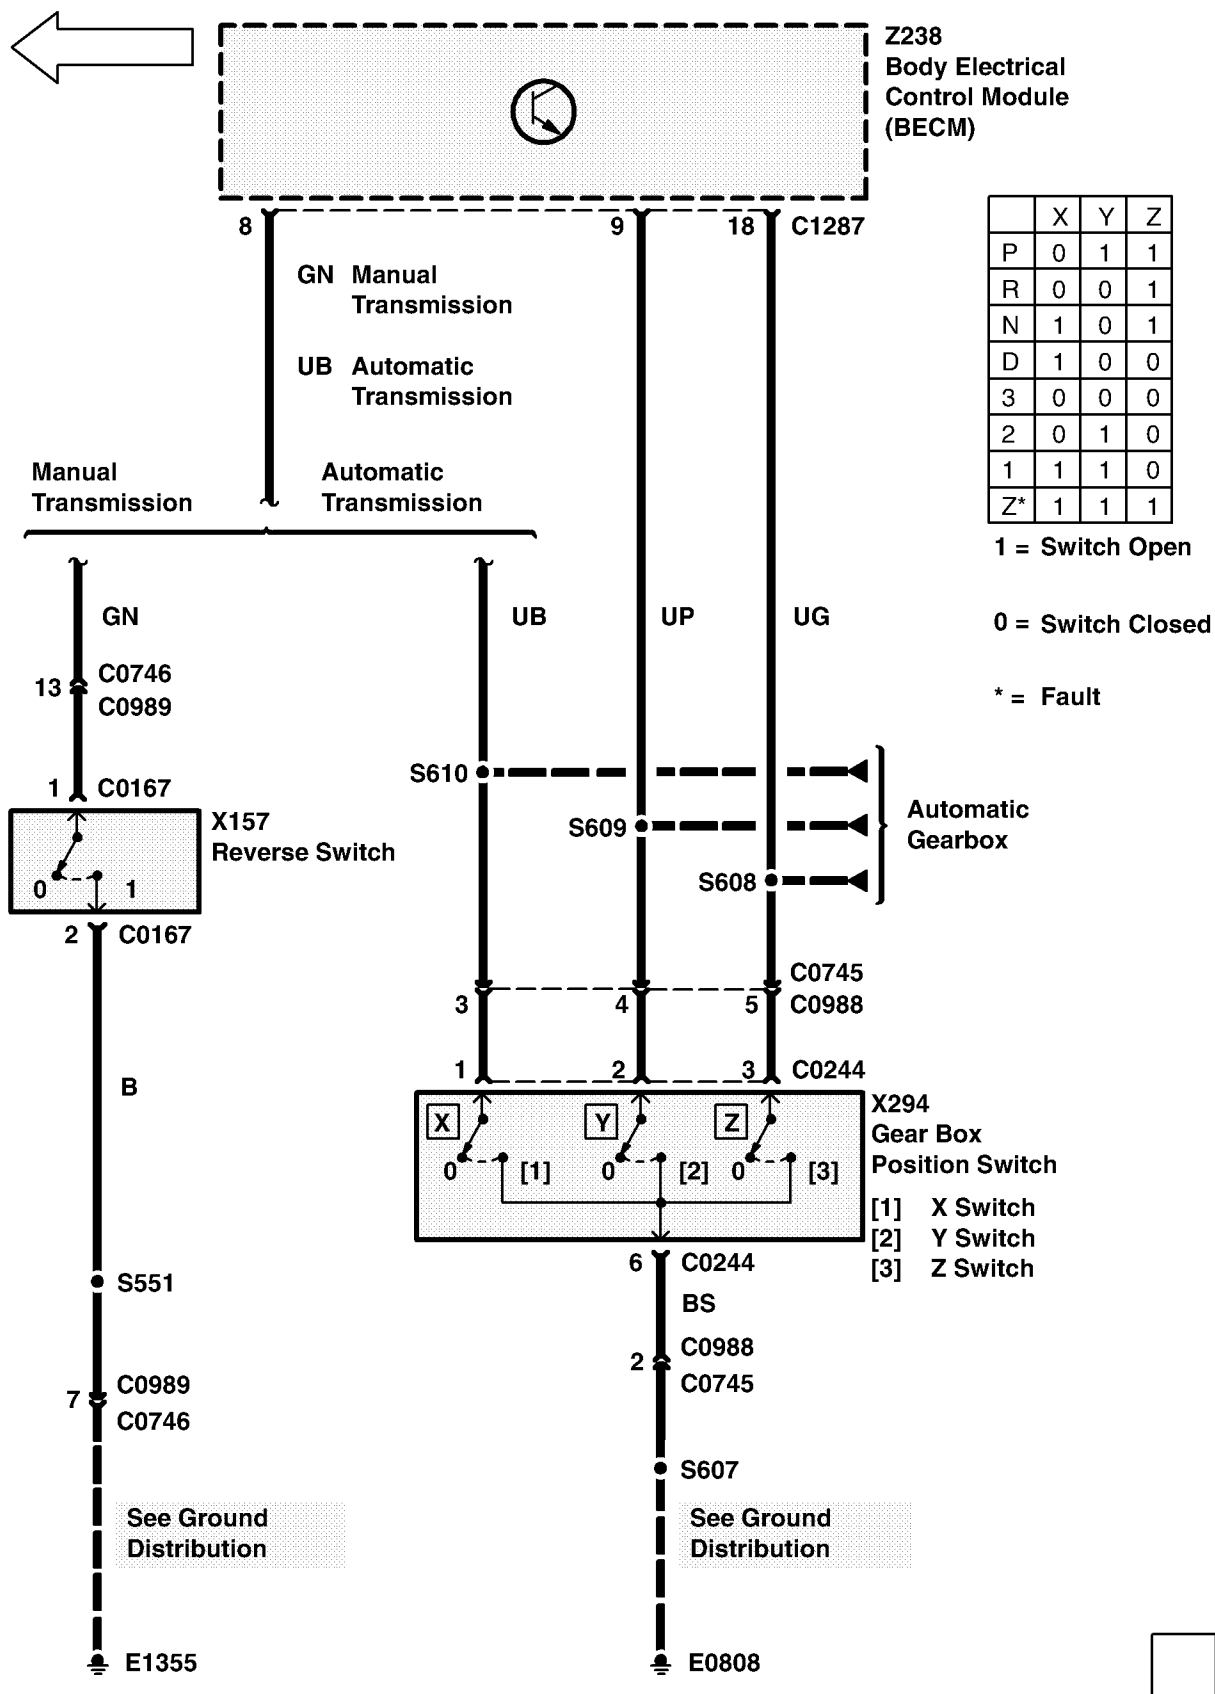 Z238
Body Electrical
Control Module
(BECM)
8
9
18 C1287
GN Manual
Transmission
UB Automatic
Transmission
X Y Z
P 0 1 1
R 0 0 1
N 1 0 1
D 1 0 0
3 0 0 0
2 0 1 0
1 1 1 0
Z* 1 1 1
1 = Switch Open
0 = Switch Closed
* = Fault
Manual
Transmission
Automatic
Transmission
GN
UB
UP
UG
13
C0746
C0989
1 C0167
X157
Reverse Switch
0 1
2 C0167
S610
S609
S608
Automatic
Gearbox
3
4
5
C0745
C0988
1
2
3 C0244
X294
Gear Box
Position Switch
[1] X Switch
[2] Y Switch
[3] Z Switch
X
Y
Z
0 [1]
0 [2]
0 [3]
B
6 C0244
BS
S551
2
C0988
C0745
7
C0989
C0746
S607
See Ground
Distribution
See Ground
Distribution
E1355
E0808